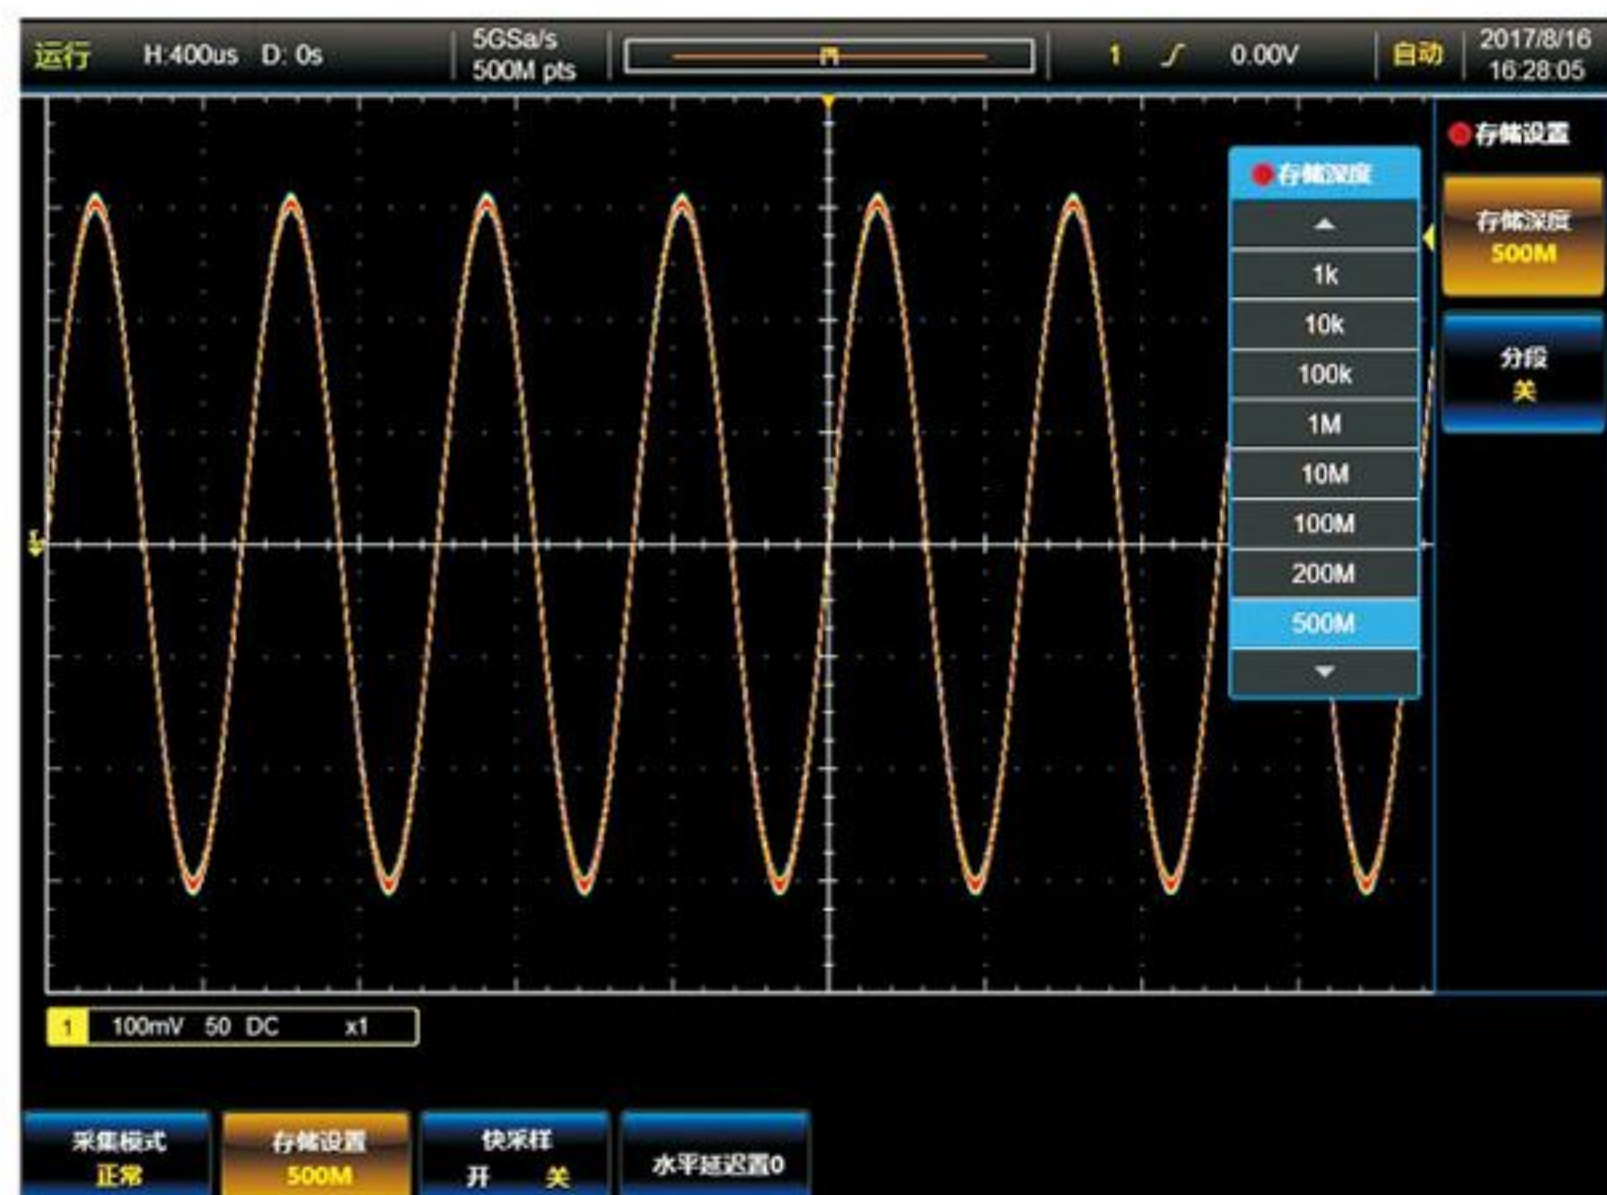 运行 H:400us D: 0s 5GSa/s 500M pts 1 0.00V 自动 2017/8/16 16:28:05
存储设置
存储深度
500M
分段
关
存储深度
1k
10k
100k
1M
10M
100M
200M
500M
1 100mV 50 DC x1
采集模式
正常
存储设置
500M
快采样
开 关
水平延迟置0